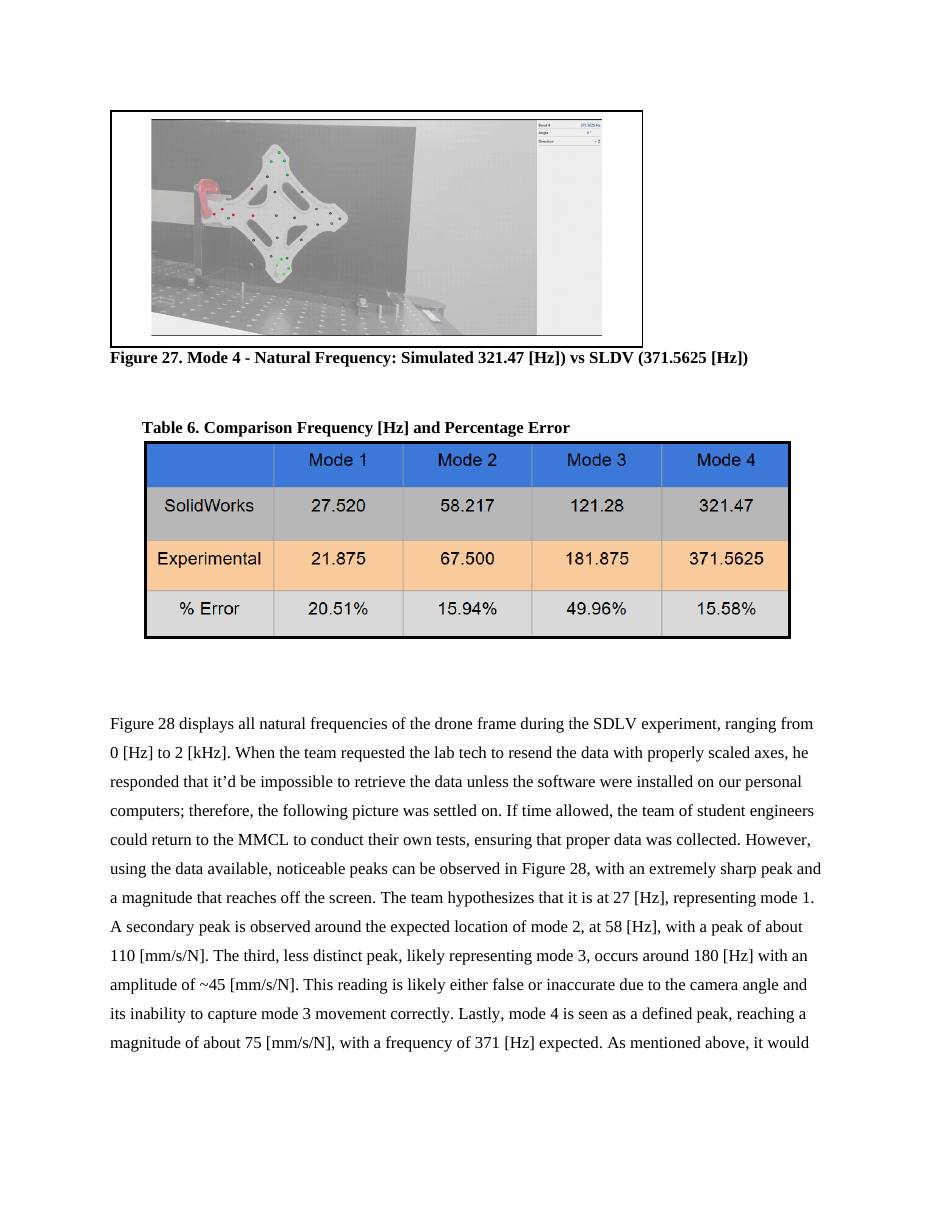 Band 4 371.5625 Hz
Angle 0°
Direction + Z
Figure 27. Mode 4 - Natural Frequency: Simulated 321.47 [Hz]) vs SLDV (371.5625 [Hz])
Table 6. Comparison Frequency [Hz] and Percentage Error
Mode 1 Mode 2 Mode 3 Mode 4
SolidWorks 27.520 58.217 121.28 321.47
Experimental 21.875 67.500 181.875 371.5625
% Error 20.51% 15.94% 49.96% 15.58%
Figure 28 displays all natural frequencies of the drone frame during the SDLV experiment, ranging from
0 [Hz] to 2 [kHz]. When the team requested the lab tech to resend the data with properly scaled axes, he
responded that it’d be impossible to retrieve the data unless the software were installed on our personal
computers; therefore, the following picture was settled on. If time allowed, the team of student engineers
could return to the MMCL to conduct their own tests, ensuring that proper data was collected. However,
using the data available, noticeable peaks can be observed in Figure 28, with an extremely sharp peak and
a magnitude that reaches off the screen. The team hypothesizes that it is at 27 [Hz], representing mode 1.
A secondary peak is observed around the expected location of mode 2, at 58 [Hz], with a peak of about
110 [mm/s/N]. The third, less distinct peak, likely representing mode 3, occurs around 180 [Hz] with an
amplitude of ~45 [mm/s/N]. This reading is likely either false or inaccurate due to the camera angle and
its inability to capture mode 3 movement correctly. Lastly, mode 4 is seen as a defined peak, reaching a
magnitude of about 75 [mm/s/N], with a frequency of 371 [Hz] expected. As mentioned above, it would